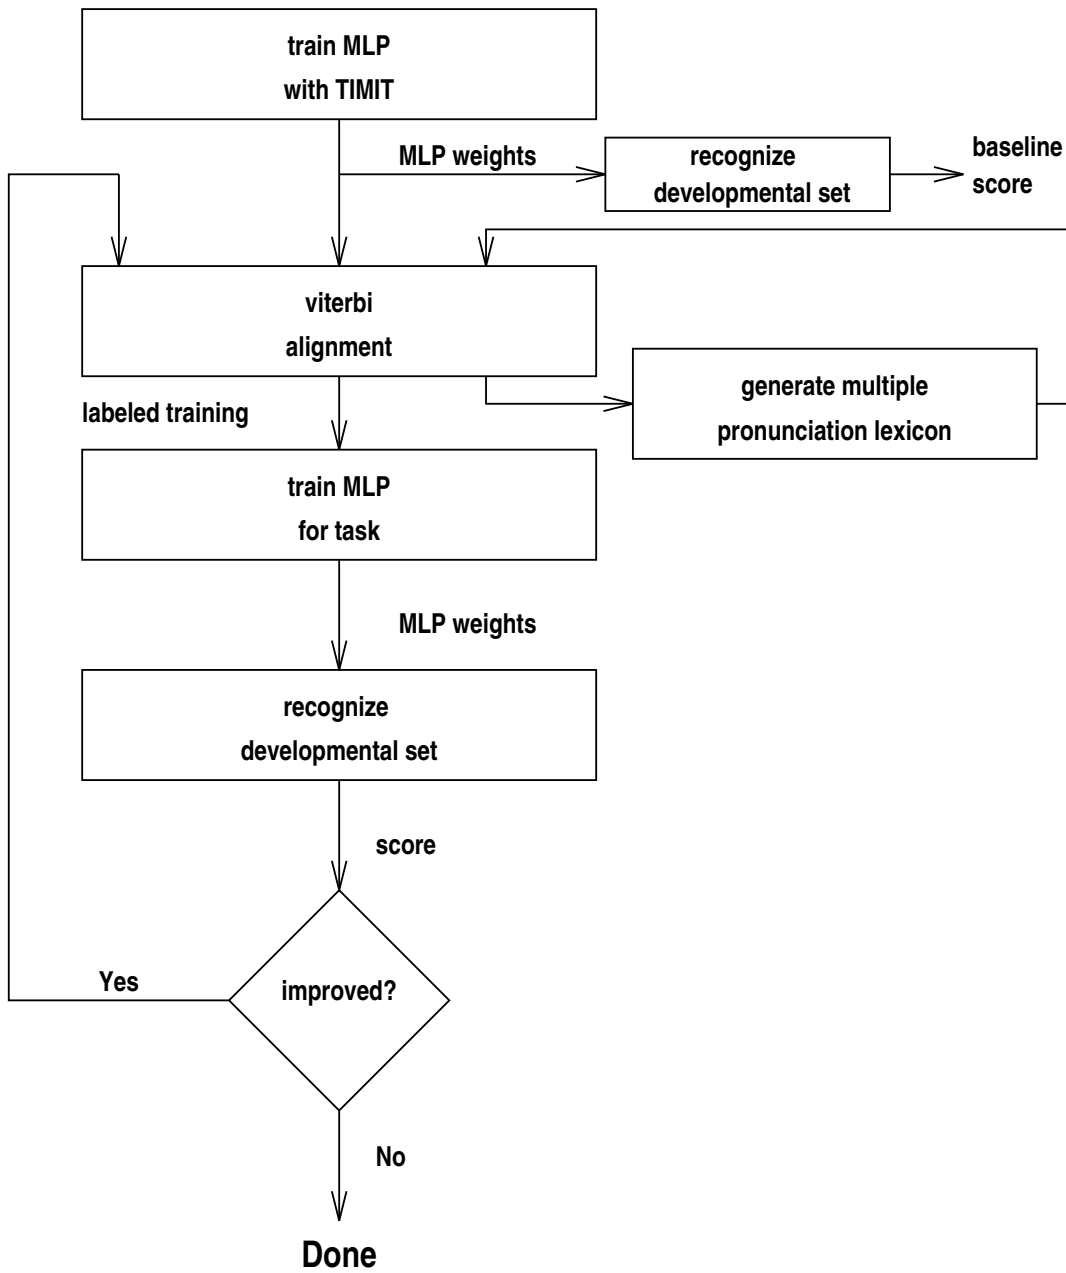 train MLP
with TIMIT
MLP weights
recognize
developmental set
baseline
score
viterbi
alignment
generate multiple
pronunciation lexicon
labeled training
train MLP
for task
MLP weights
recognize
developmental set
score
improved?
Yes
No
Done